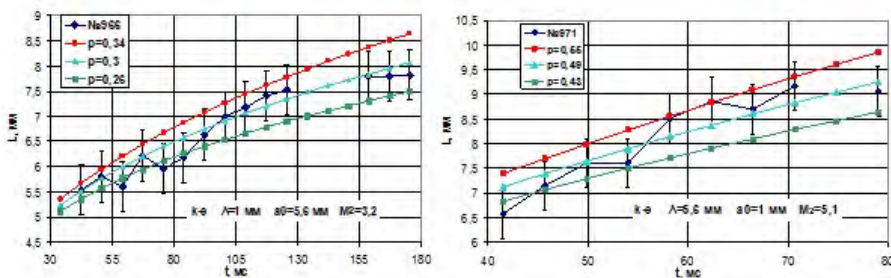 №966
p=0,34
p=0,3
p=0,26
L, мм
9
8,5
8
7,5
7
6,5
6
5,5
5
4,5
k-e Λ=1 мм a0=5,6 мм M²=3,2
30 55 80 105 130 155 180
t, мс
№971
p=0,55
p=0,49
p=0,43
L, мм
10,5
10
9,5
9
8,5
8
7,5
7
6,5
6
k-e Λ=5,6 мм a0=1 мм M₂=5,1
40 50 60 70 80
t, мс